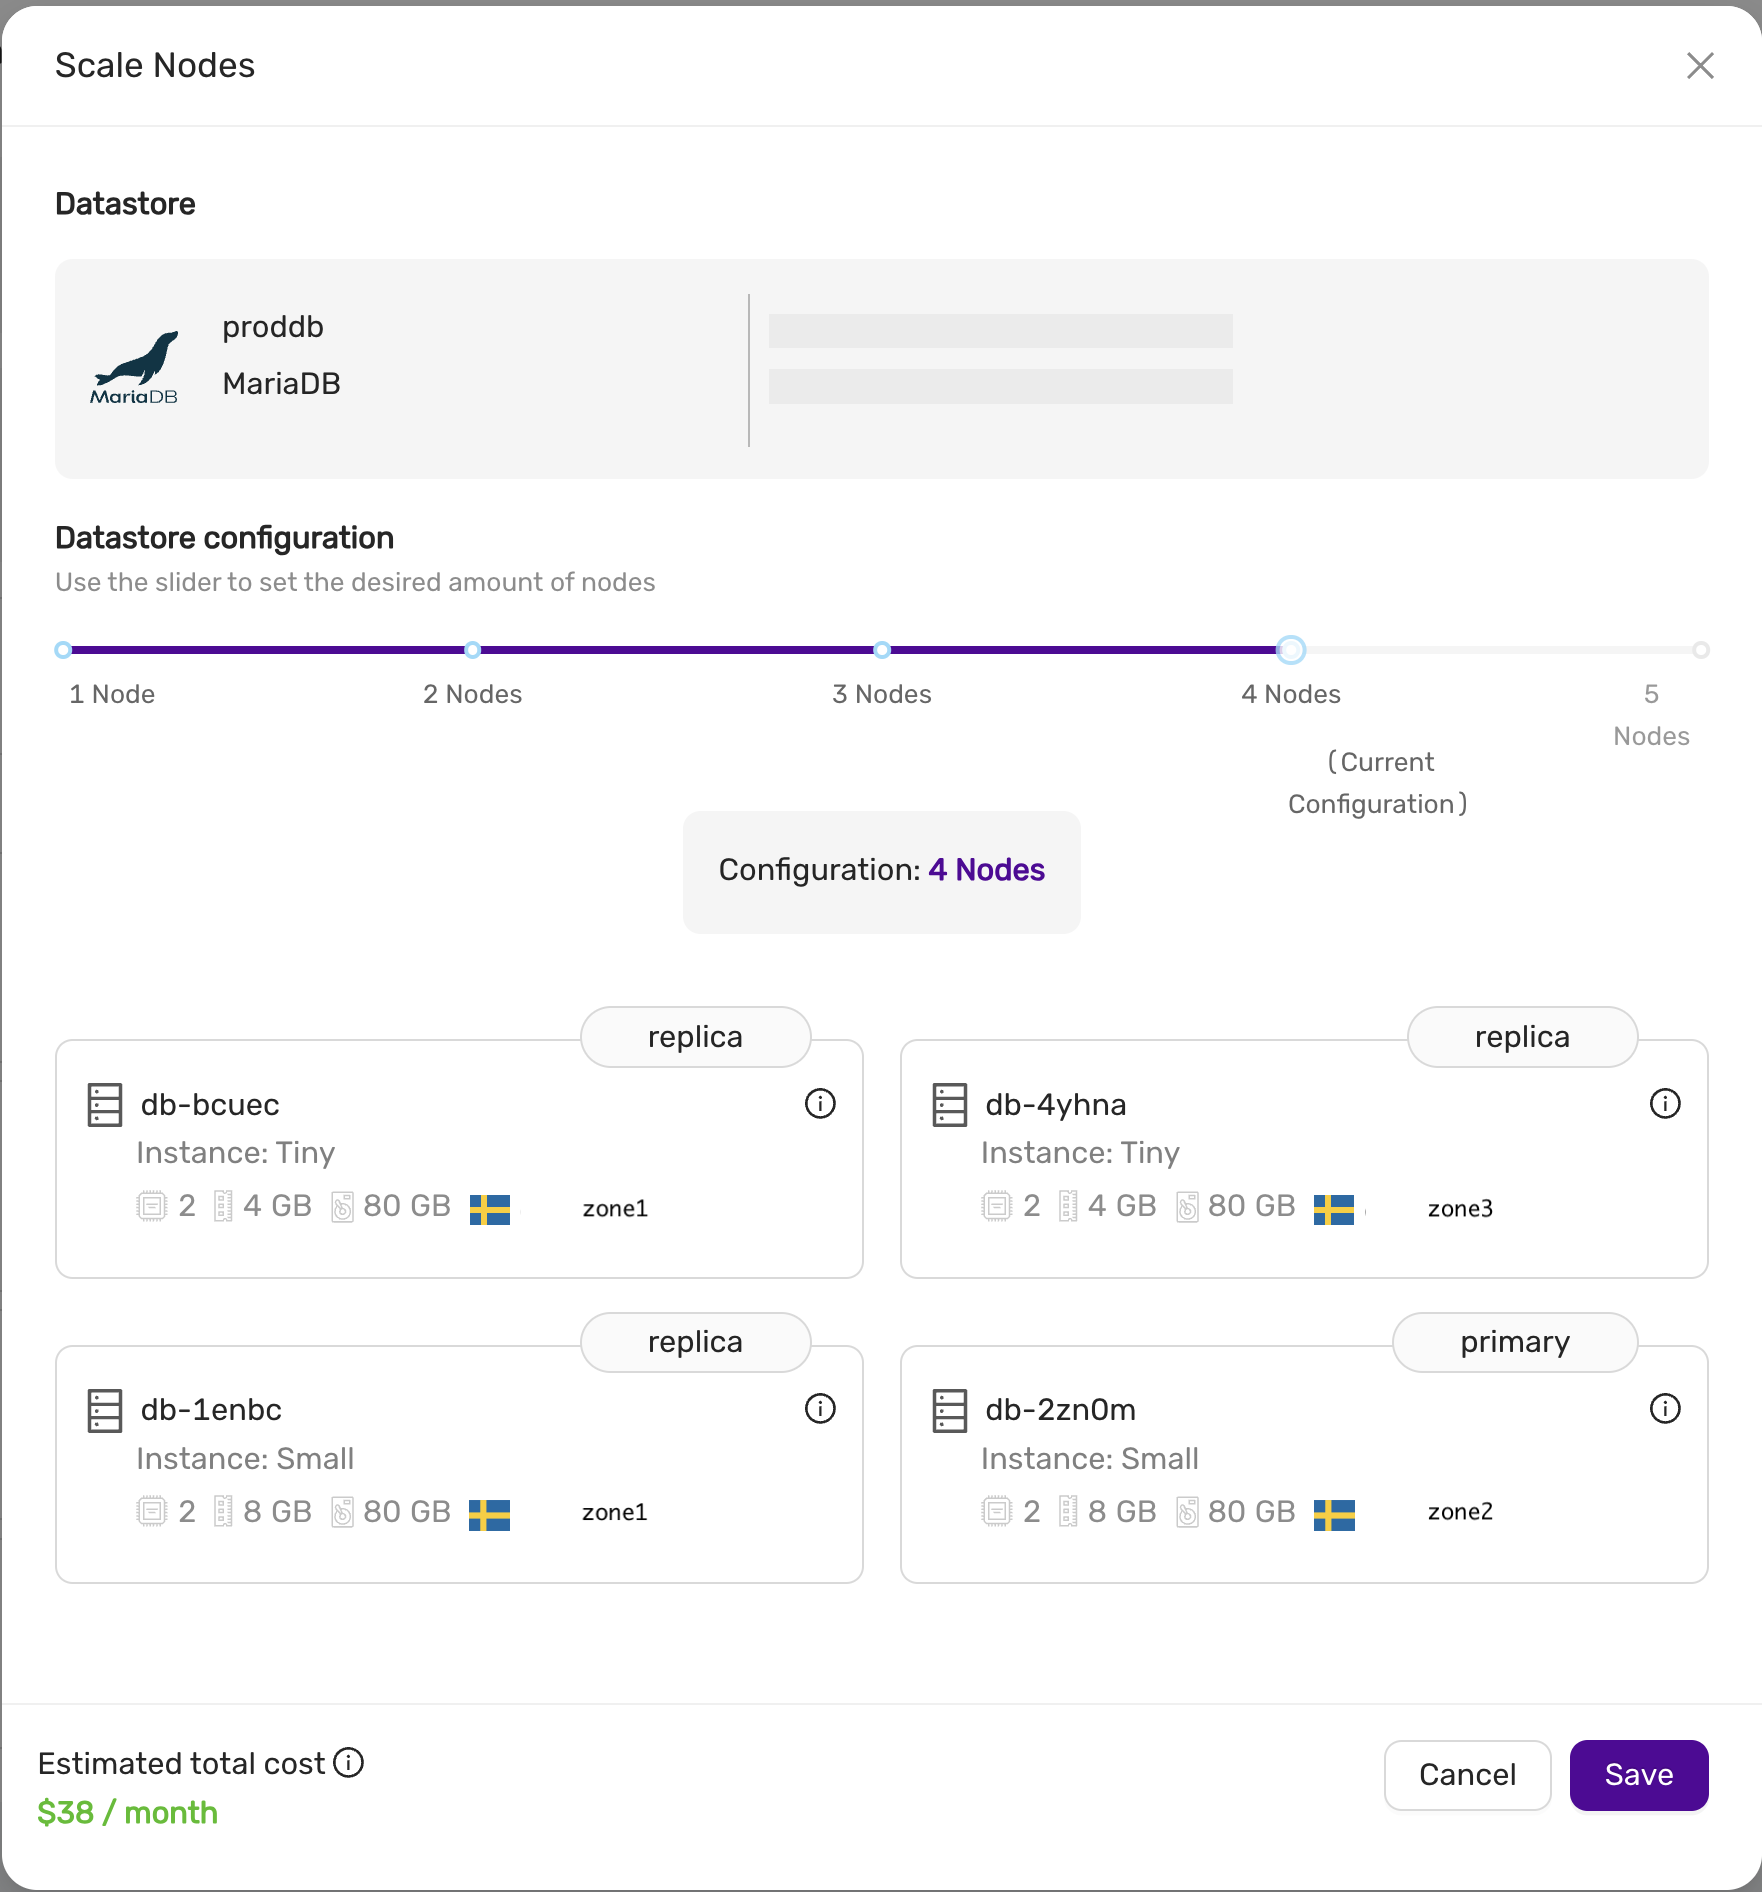 Scale Nodes
Datastore
proddb
MariaDB
MariaDB
Datastore configuration
Use the slider to set the desired amount of nodes
1 Node
2 Nodes
3 Nodes
4 Nodes
(Current
Configuration)
5
Nodes
Configuration: 4 Nodes
replica
db-bcuec
Instance: Tiny
2 4 GB 80 GB zone1
replica
db-4yhna
Instance: Tiny
2 4 GB 80 GB zone3
replica
db-1enbc
Instance: Small
2 8 GB 80 GB zone1
primary
db-2zn0m
Instance: Small
2 8 GB 80 GB zone2
Estimated total cost
$38 / month
Cancel
Save